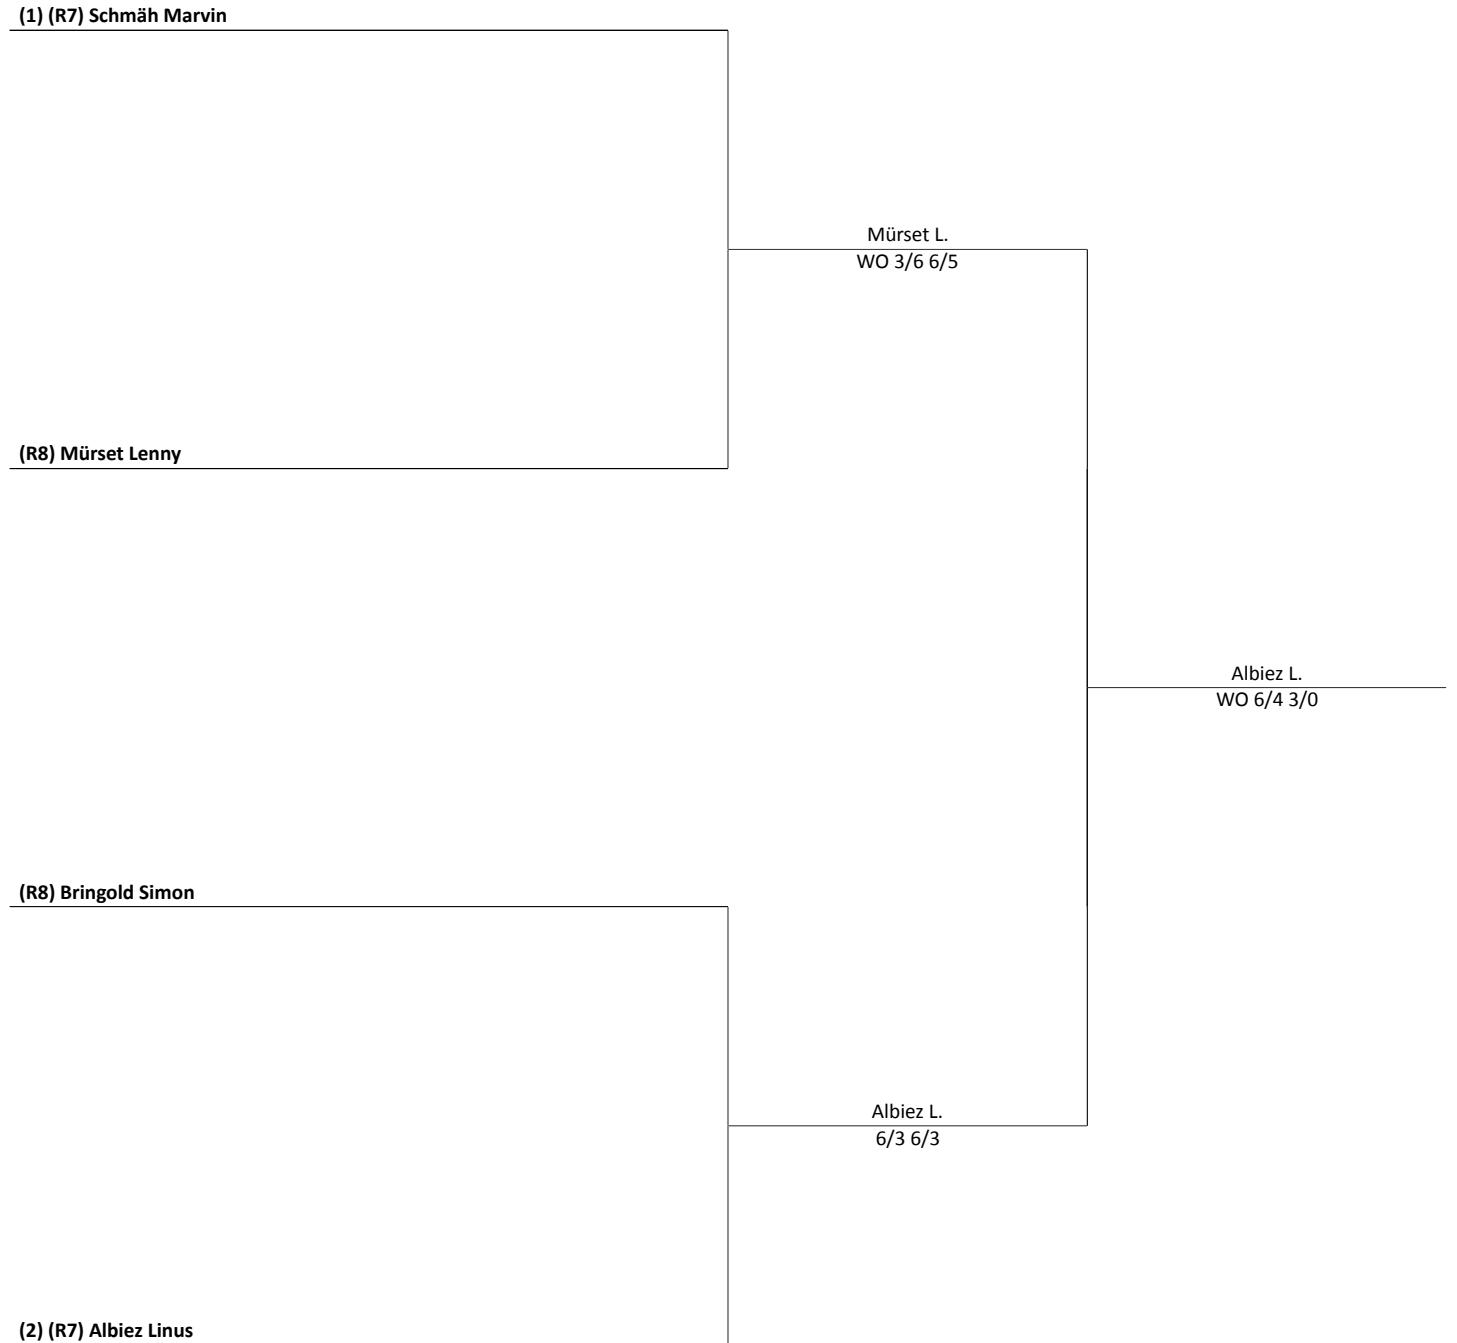 (1) (R7) Schmäh Marvin
Mürset L.
WO 3/6 6/5
(R8) Mürset Lenny
Albiez L.
WO 6/4 3/0
(R8) Bringold Simon
Albiez L.
6/3 6/3
(2) (R7) Albiez Linus